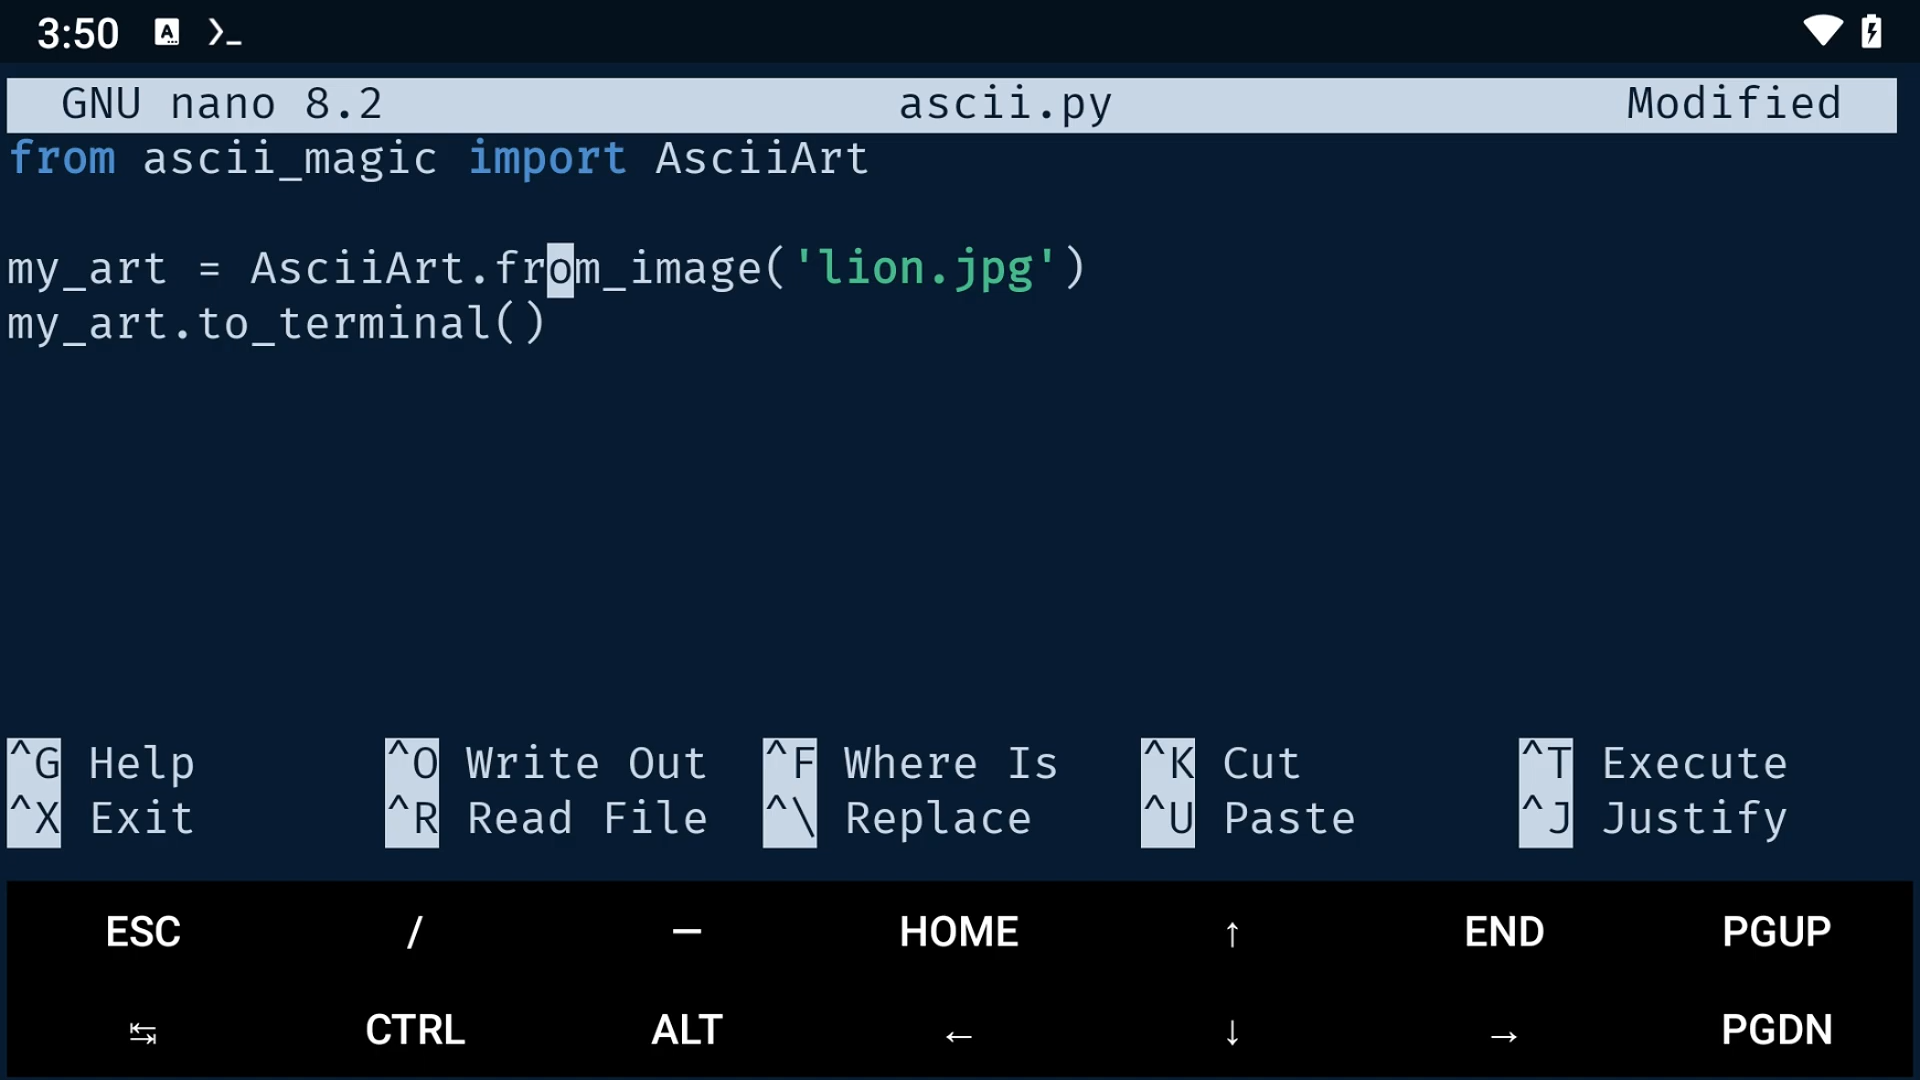 3:50
GNU nano 8.2 ascii.py Modified
from ascii_magic import AsciiArt
my_art = AsciiArt.from_image('lion.jpg')
my_art.to_terminal()
^G Help ^O Write Out ^F Where Is ^K Cut ^T Execute
^X Exit ^R Read File ^\ Replace ^U Paste ^J Justify
ESC / — HOME ↑ END PGUP
↹ CTRL ALT ← ↓ → PGDN